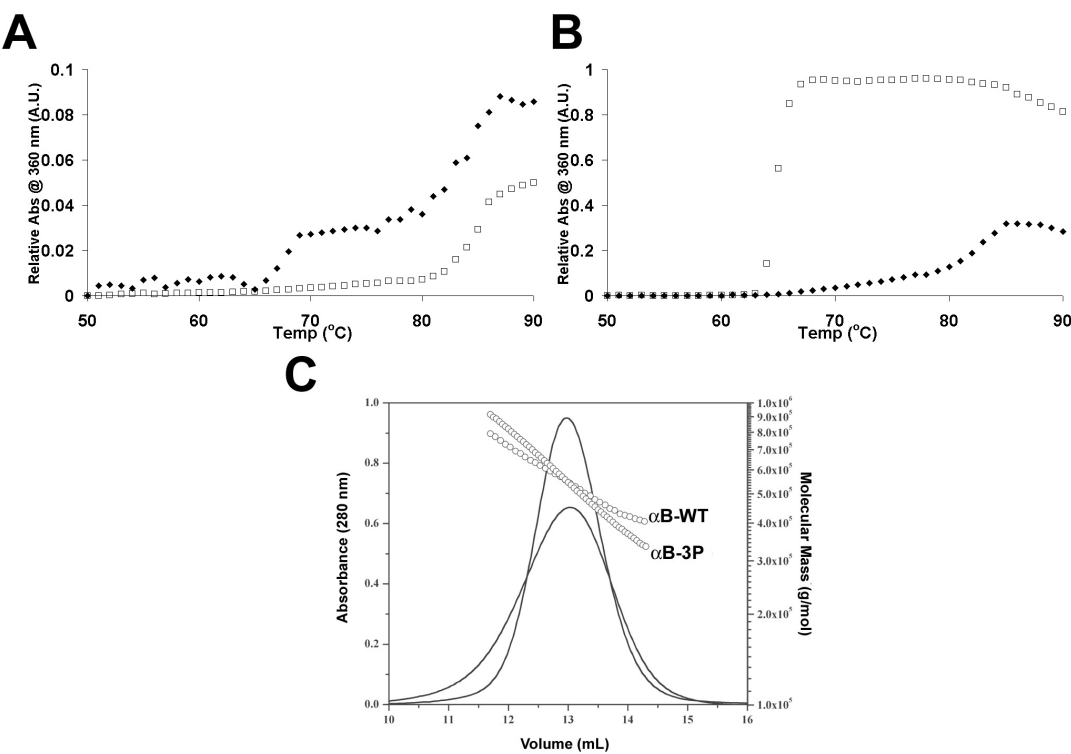 A
B
Relative Abs @ 360 nm (A.U.)
0.1
0.08
0.06
0.04
0.02
0
50
60
70
80
90
Temp (°C)
Relative Abs @ 360 nm (A.U.)
1
0.8
0.6
0.4
0.2
0
50
60
70
80
90
Temp (°C)
C
Absorbance (280 nm)
1.0
0.8
0.6
0.4
0.2
0.0
10
11
12
13
14
15
16
Volume (mL)
αB-WT
αB-3P
1.0x10⁶
9.0x10⁵
8.0x10⁵
7.0x10⁵
6.0x10⁵
5.0x10⁵
4.0x10⁵
3.0x10⁵
2.0x10⁵
1.0x10⁵
Molecular Mass (g/mol)